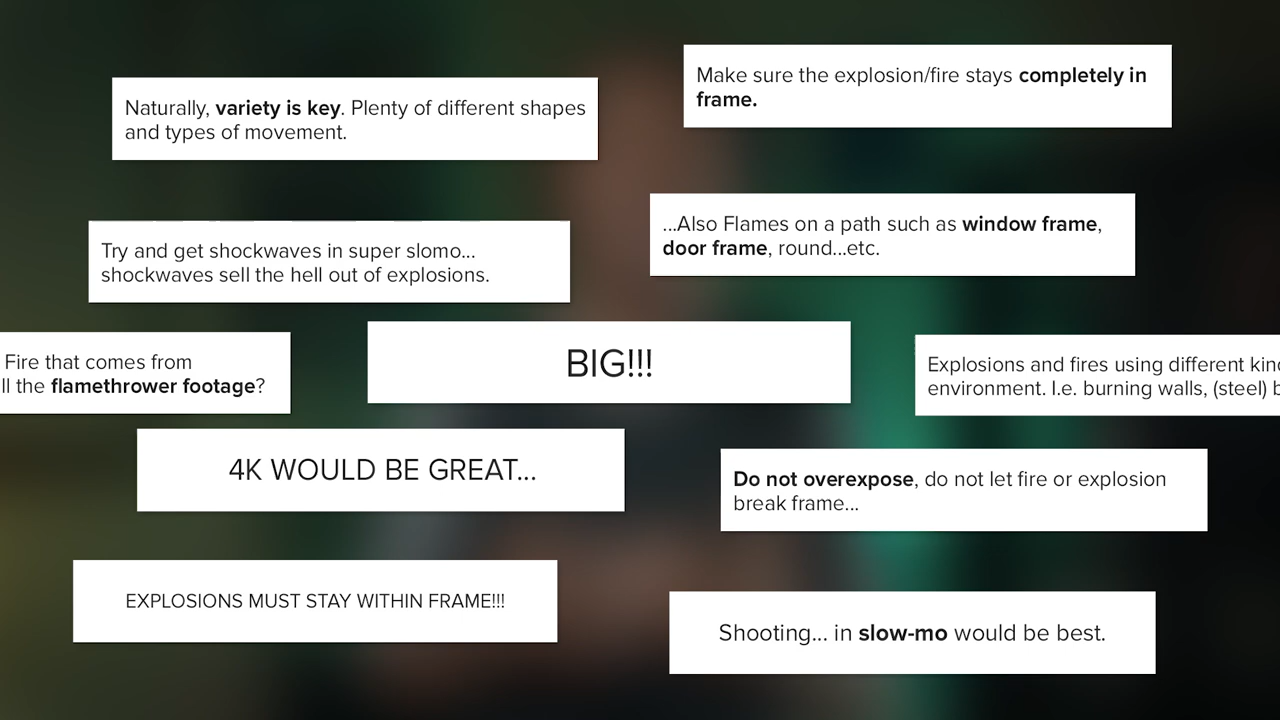 Naturally, variety is key. Plenty of different shapes
and types of movement.
Make sure the explosion/fire stays completely in
frame.
Try and get shockwaves in super slomo...
shockwaves sell the hell out of explosions.
...Also Flames on a path such as window frame,
door frame, round...etc.
Fire that comes from
the flamethrower footage?
BIG!!!
Explosions and fires using different
environment. I.e. burning walls, (steel)
4K WOULD BE GREAT...
Do not overexpose, do not let fire or explosion
break frame...
EXPLOSIONS MUST STAY WITHIN FRAME!!!
Shooting... in slow-mo would be best.